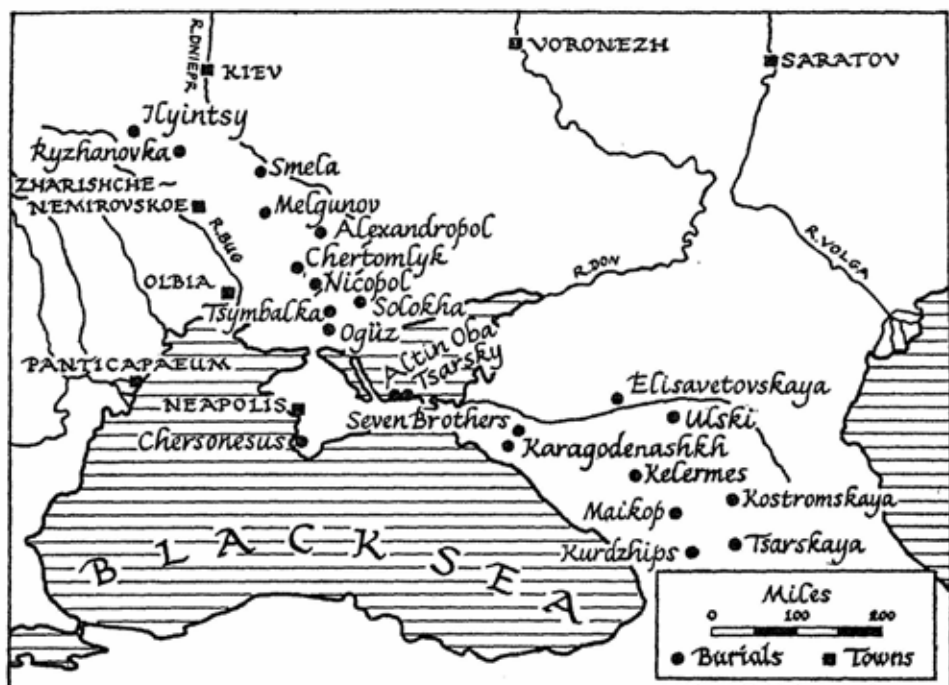 R. DNIEPR
KIEV
VORONEZH
SARATOV
Ilyintsy
Ryzhanovka
Smela
ZHARISHCHE~
NEMIROVSKOE
Melgunov
R. BUG
Alexandropol
R. VOLGA
Chertomlyk
R. DON
OLBIA
Nićopol
Tsymbalka
Solokha
Ogüz
Altin Oba
Tsarsky
PANTICAPAEUM
Elisavetovskaya
NEAPOLIS
Ulski
Seven Brothers
Chersonesus
Karagodenashkh
Kelermes
Kostromskaya
Maikop
Tsarskaya
Kurdzhips
BLACK SEA
Miles
0 100 200
Burials Towns